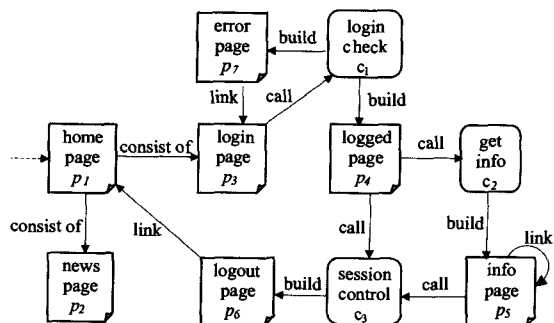 error
page
p7
build
login
check
c1
link
call
build
home
page
p1
consist of
login
page
p3
logged
page
p4
call
get
info
c2
consist of
link
call
build
link
news
page
p2
logout
page
p6
build
session
control
c3
call
info
page
p5